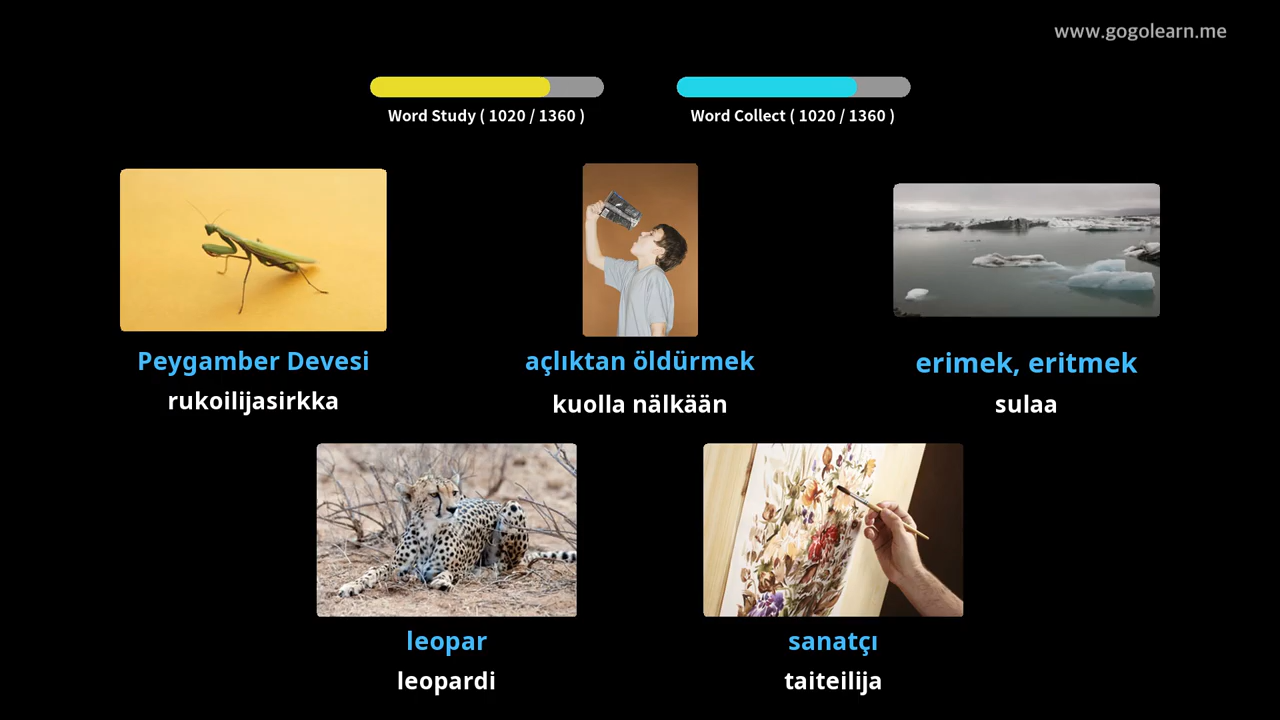 www.gogolearn.me
Word Study ( 1020 / 1360 )
Word Collect ( 1020 / 1360 )
Peygamber Devesi
rukoilijasirkka
açlıktan öldürmek
kuolla nälkään
erimek, eritmek
sulaa
leopar
leopardi
sanatçı
taiteilija